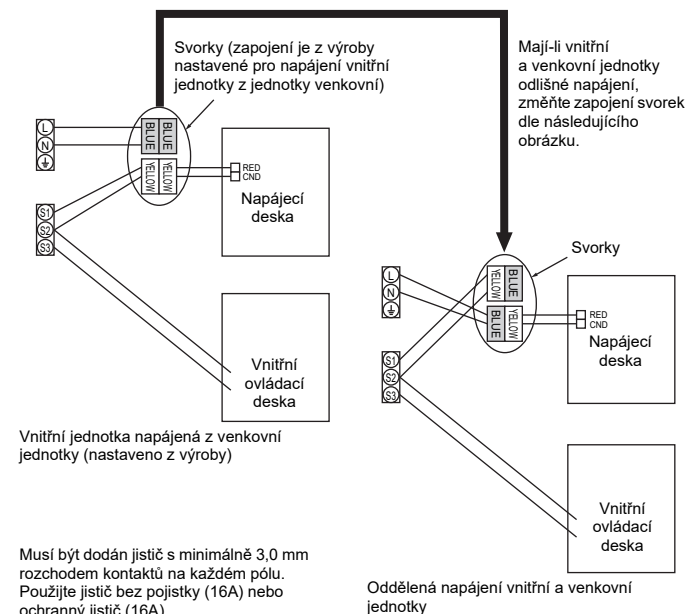 Svorky (zapojení je z výroby
nastavené pro napájení vnitřní
jednotky z jednotky venkovní)
Mají-li vnitřní
a venkovní jednotky
odlišné napájení,
změňte zapojení svorek
dle následujícího
obrázku.
L
N
BLUE
BLUE
YELLOW
YELLOW
RED
CND
Napájecí
deska
S1
S2
S3
Vnitřní
ovládací
deska
Vnitřní jednotka napájená z venkovní
jednotky (nastaveno z výroby)
Svorky
L
N
YELLOW
BLUE
BLUE
YELLOW
RED
CND
Napájecí
deska
S1
S2
S3
Vnitřní
ovládací
deska
Oddělená napájení vnitřní a venkovní
jednotky
Musí být dodán jistič s minimálně 3,0 mm
rozchodem kontaktů na každém pólu.
Použijte jistič bez pojistky (16A) nebo
ochranný jistič (16A)